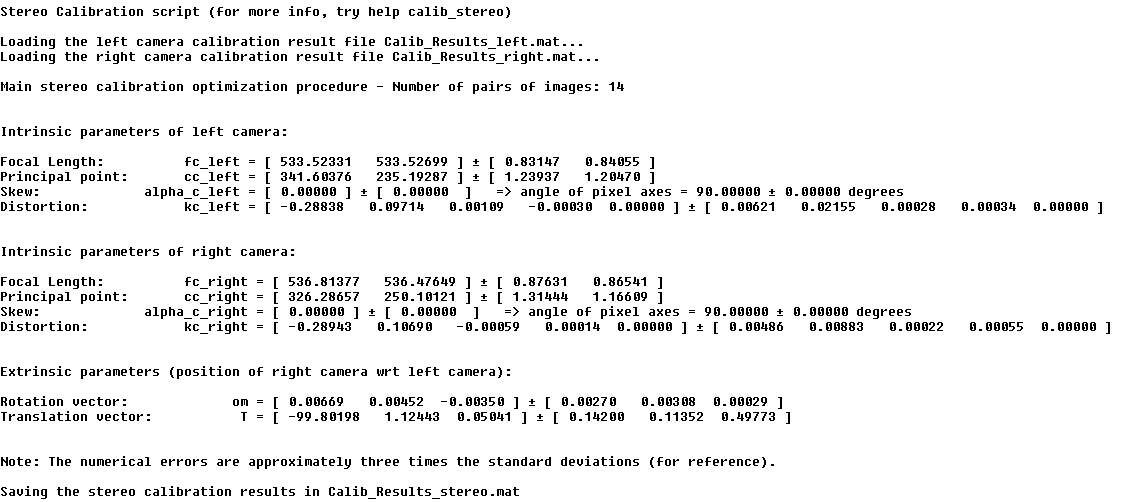 Stereo Calibration script (for more info, try help calib_stereo)
Loading the left camera calibration result file Calib_Results_left.mat...
Loading the right camera calibration result file Calib_Results_right.mat...
Main stereo calibration optimization procedure - Number of pairs of images: 14
Intrinsic parameters of left camera:
Focal Length:          fc_left = [ 533.52331   533.52699 ] ± [ 0.83147   0.84055 ]
Principal point:       cc_left = [ 341.60376   235.19287 ] ± [ 1.23937   1.20470 ]
Skew:             alpha_c_left = [ 0.00000 ] ± [ 0.00000  ]   => angle of pixel axes = 90.00000 ± 0.00000 degrees
Distortion:            kc_left = [ -0.28838   0.09714   0.00109   -0.00030  0.00000 ] ± [ 0.00621   0.02155   0.00028   0.00034  0.00000 ]
Intrinsic parameters of right camera:
Focal Length:          fc_right = [ 536.81377   536.47649 ] ± [ 0.87631   0.86541 ]
Principal point:       cc_right = [ 326.28657   250.10121 ] ± [ 1.31444   1.16609 ]
Skew:             alpha_c_right = [ 0.00000 ] ± [ 0.00000  ]   => angle of pixel axes = 90.00000 ± 0.00000 degrees
Distortion:            kc_right = [ -0.28943   0.10690   -0.00059   0.00014  0.00000 ] ± [ 0.00486   0.00883   0.00022   0.00055  0.00000 ]
Extrinsic parameters (position of right camera wrt left camera):
Rotation vector:             om = [ 0.00669   0.00452  -0.00350 ] ± [ 0.00270   0.00308  0.00029 ]
Translation vector:           T = [ -99.80198   1.12443  0.05041 ] ± [ 0.14200   0.11352  0.49773 ]
Note: The numerical errors are approximately three times the standard deviations (for reference).
Saving the stereo calibration results in Calib_Results_stereo.mat